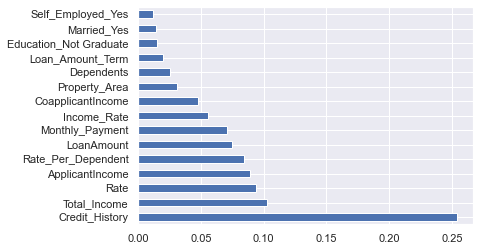 Self_Employed_Yes
Married_Yes
Education_Not Graduate
Loan_Amount_Term
Dependents
Property_Area
CoapplicantIncome
Income_Rate
Monthly_Payment
LoanAmount
Rate_Per_Dependent
ApplicantIncome
Rate
Total_Income
Credit_History
0.00 0.05 0.10 0.15 0.20 0.25